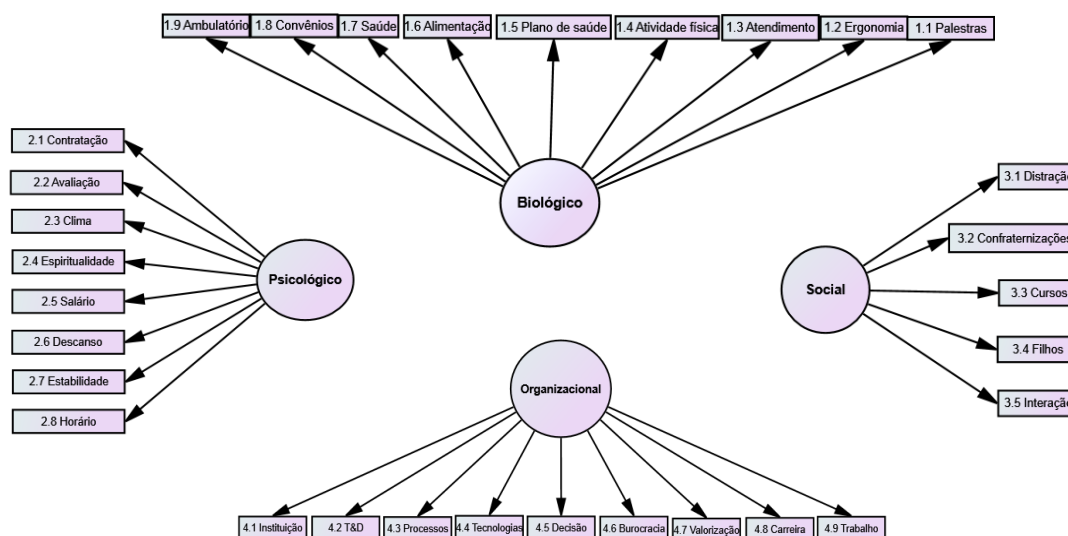 1.9 Ambulatório
1.8 Convênios
1.7 Saúde
1.6 Alimentação
1.5 Plano de saúde
1.4 Atividade física
1.3 Atendimento
1.2 Ergonomia
1.1 Palestras
Biológico
2.1 Contratação
2.2 Avaliação
2.3 Clima
2.4 Espiritualidade
2.5 Salário
2.6 Descanso
2.7 Estabilidade
2.8 Horário
Psicológico
Social
3.1 Distração
3.2 Confraternizações
3.3 Cursos
3.4 Filhos
3.5 Interação
Organizacional
4.1 Instituição
4.2 T&D
4.3 Processos
4.4 Tecnologias
4.5 Decisão
4.6 Burocracia
4.7 Valorização
4.8 Carreira
4.9 Trabalho